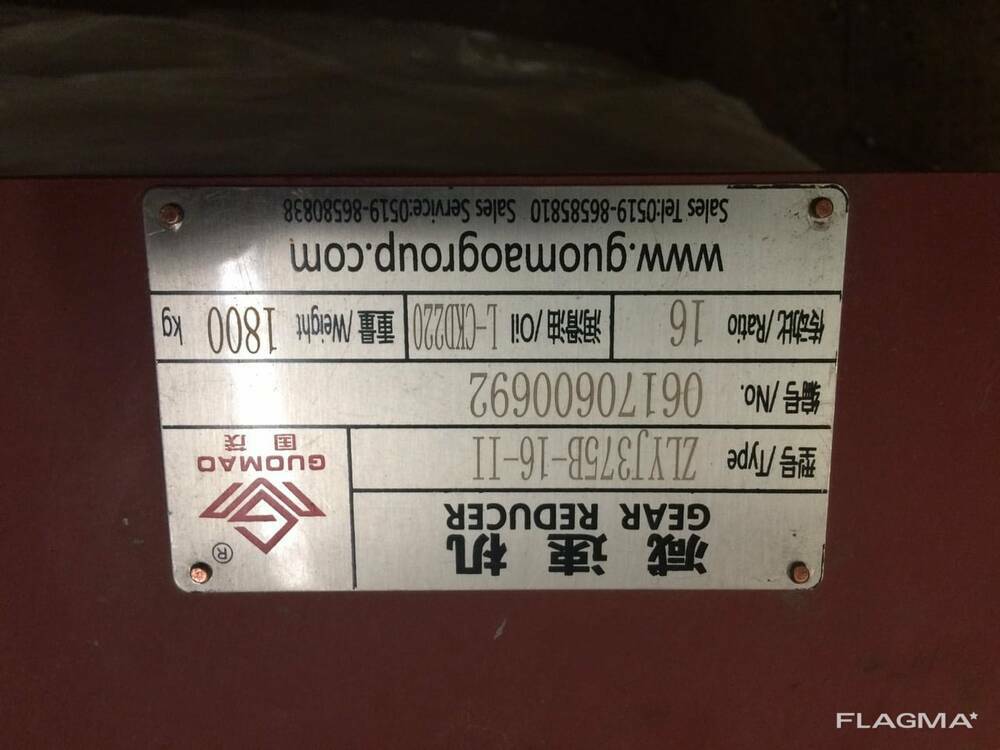 减速机
GEAR REDUCER
®
GUOMAO
国茂
型号/Type ZLYJ375B-16-II
编号/No. 06170600692
传动比/Ratio 16 润滑油/Oil L-CKD220 重量/Weight 1800 kg
www.guomaogroup.com
Sales Tel:0519-86585810 Sales Service:0519-86580838
FLAGMA